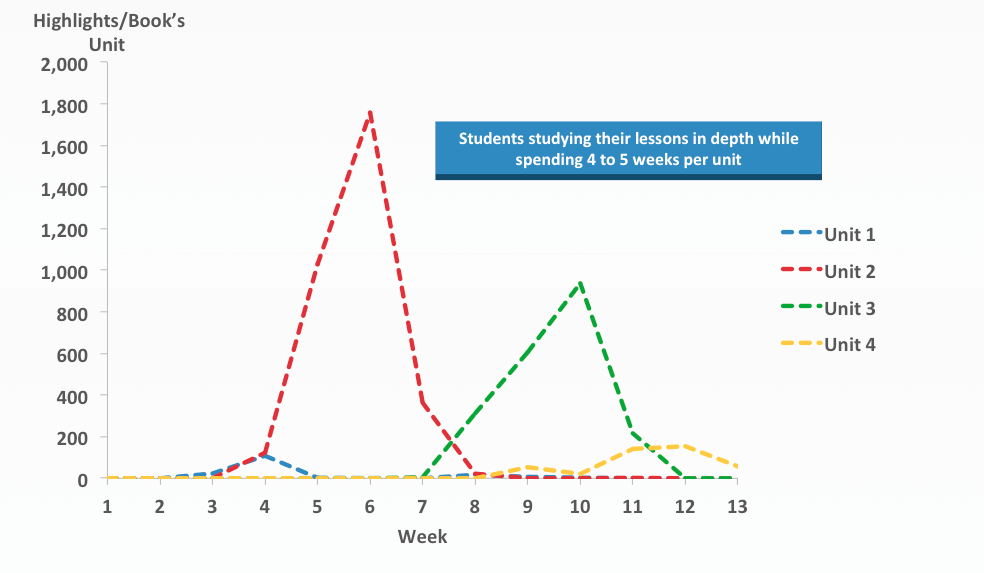 Highlights/Book's
Unit
2,000
1,800
1,600
1,400
1,200
1,000
800
600
400
200
0
Students studying their lessons in depth while
spending 4 to 5 weeks per unit
Unit 1
Unit 2
Unit 3
Unit 4
1 2 3 4 5 6 7 8 9 10 11 12 13
Week